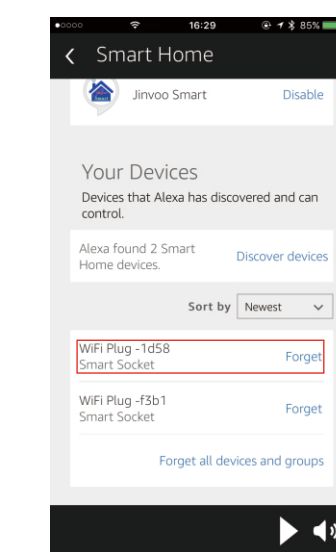 16:29
85%
Smart Home
Jinvoo Smart
Disable
Your Devices
Devices that Alexa has discovered and can
control.
Alexa found 2 Smart
Home devices.
Discover devices
Sort by
Newest
WiFi Plug -1d58
Smart Socket
Forget
WiFi Plug -f3b1
Smart Socket
Forget
Forget all devices and groups